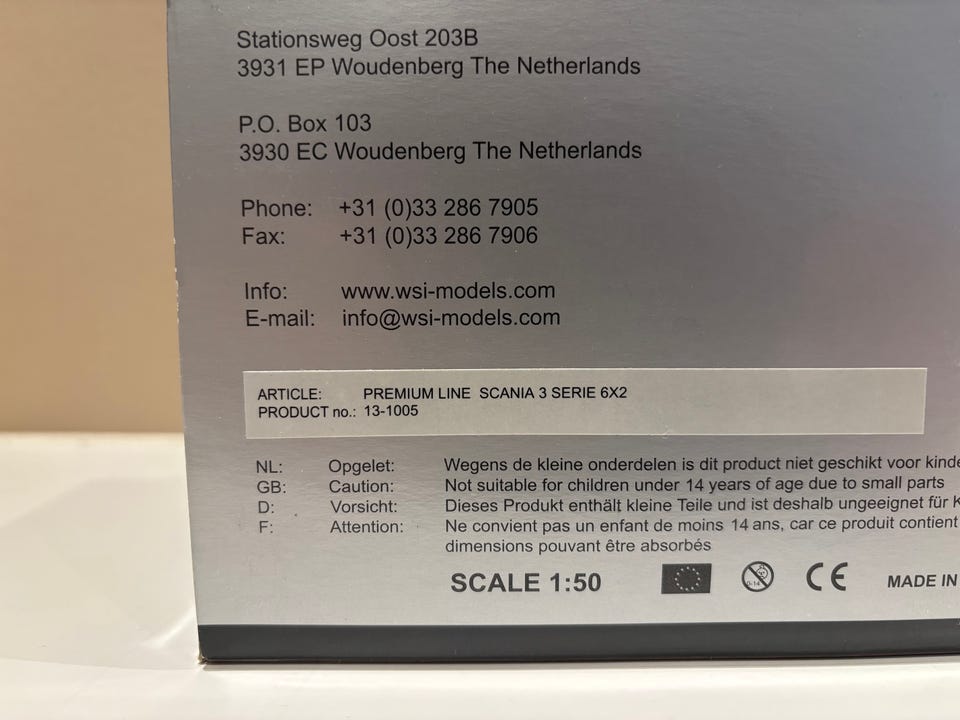 Stationsweg Oost 203B
3931 EP Woudenberg The Netherlands
P.O. Box 103
3930 EC Woudenberg The Netherlands
Phone: +31 (0)33 286 7905
Fax: +31 (0)33 286 7906
Info: www.wsi-models.com
E-mail: info@wsi-models.com
ARTICLE: PREMIUM LINE SCANIA 3 SERIE 6X2
PRODUCT no.: 13-1005
NL: Opgelet: Wegens de kleine onderdelen is dit product niet geschikt voor kinde
GB: Caution: Not suitable for children under 14 years of age due to small parts
D: Vorsicht: Dieses Produkt enthält kleine Teile und ist deshalb ungeeignet für K
F: Attention: Ne convient pas un enfant de moins 14 ans, car ce produit contient
dimensions pouvant être absorbés
SCALE 1:50 0-14 CE MADE IN